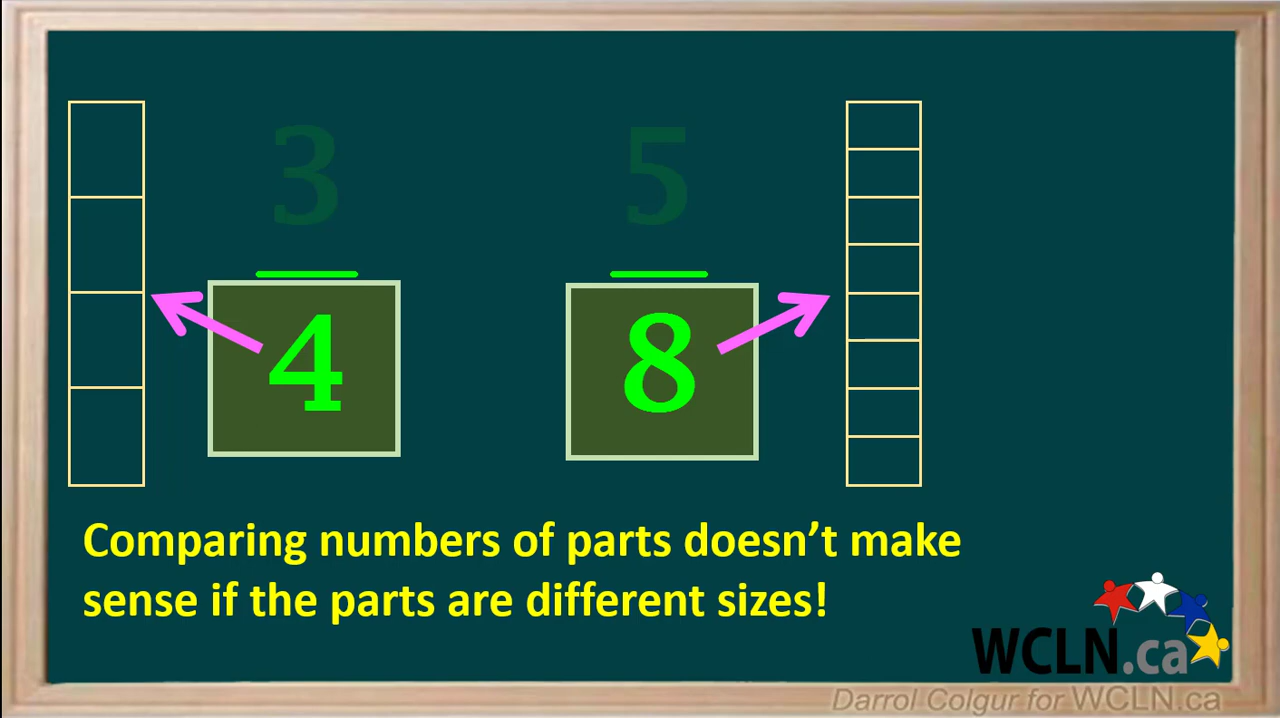 3 5
4 8
Comparing numbers of parts doesn't make
sense if the parts are different sizes!
WCLN.ca
Darrol Colgur for WCLN.ca